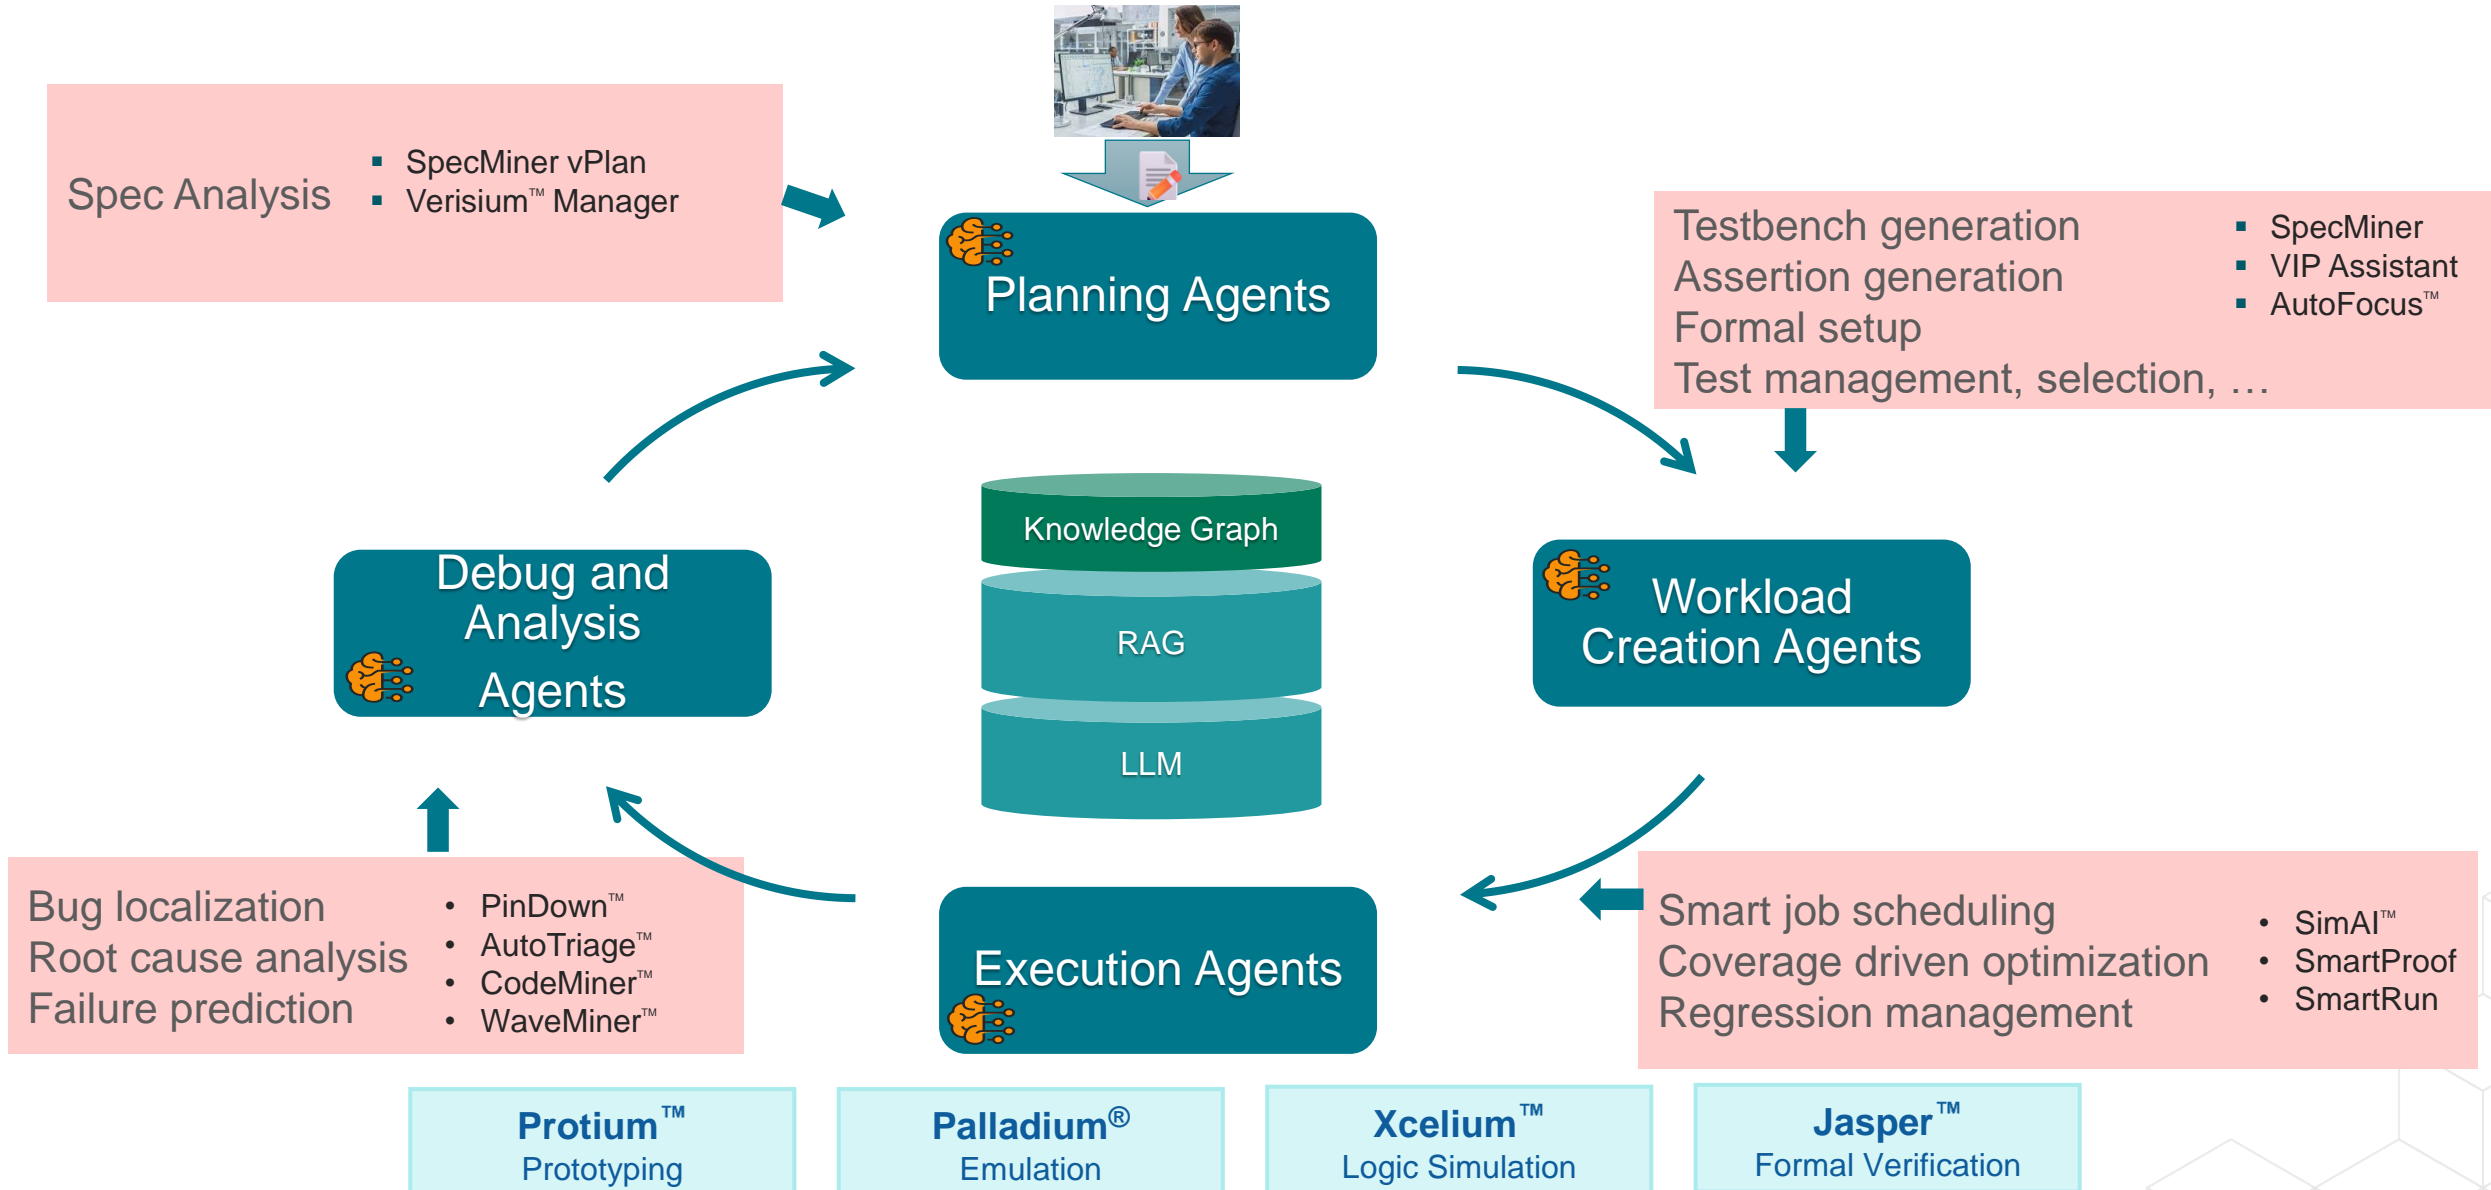 Spec Analysis
▪ SpecMiner vPlan
▪ Verisium™ Manager
Planning Agents
Testbench generation
Assertion generation
Formal setup
Test management, selection, …
▪ SpecMiner
▪ VIP Assistant
▪ AutoFocus™
Knowledge Graph
RAG
LLM
Debug and
Analysis
Agents
Workload
Creation Agents
Bug localization
Root cause analysis
Failure prediction
• PinDown™
• AutoTriage™
• CodeMiner™
• WaveMiner™
Execution Agents
Smart job scheduling
Coverage driven optimization
Regression management
• SimAI™
• SmartProof
• SmartRun
Protium™
Prototyping
Palladium®
Emulation
Xcelium™
Logic Simulation
Jasper™
Formal Verification